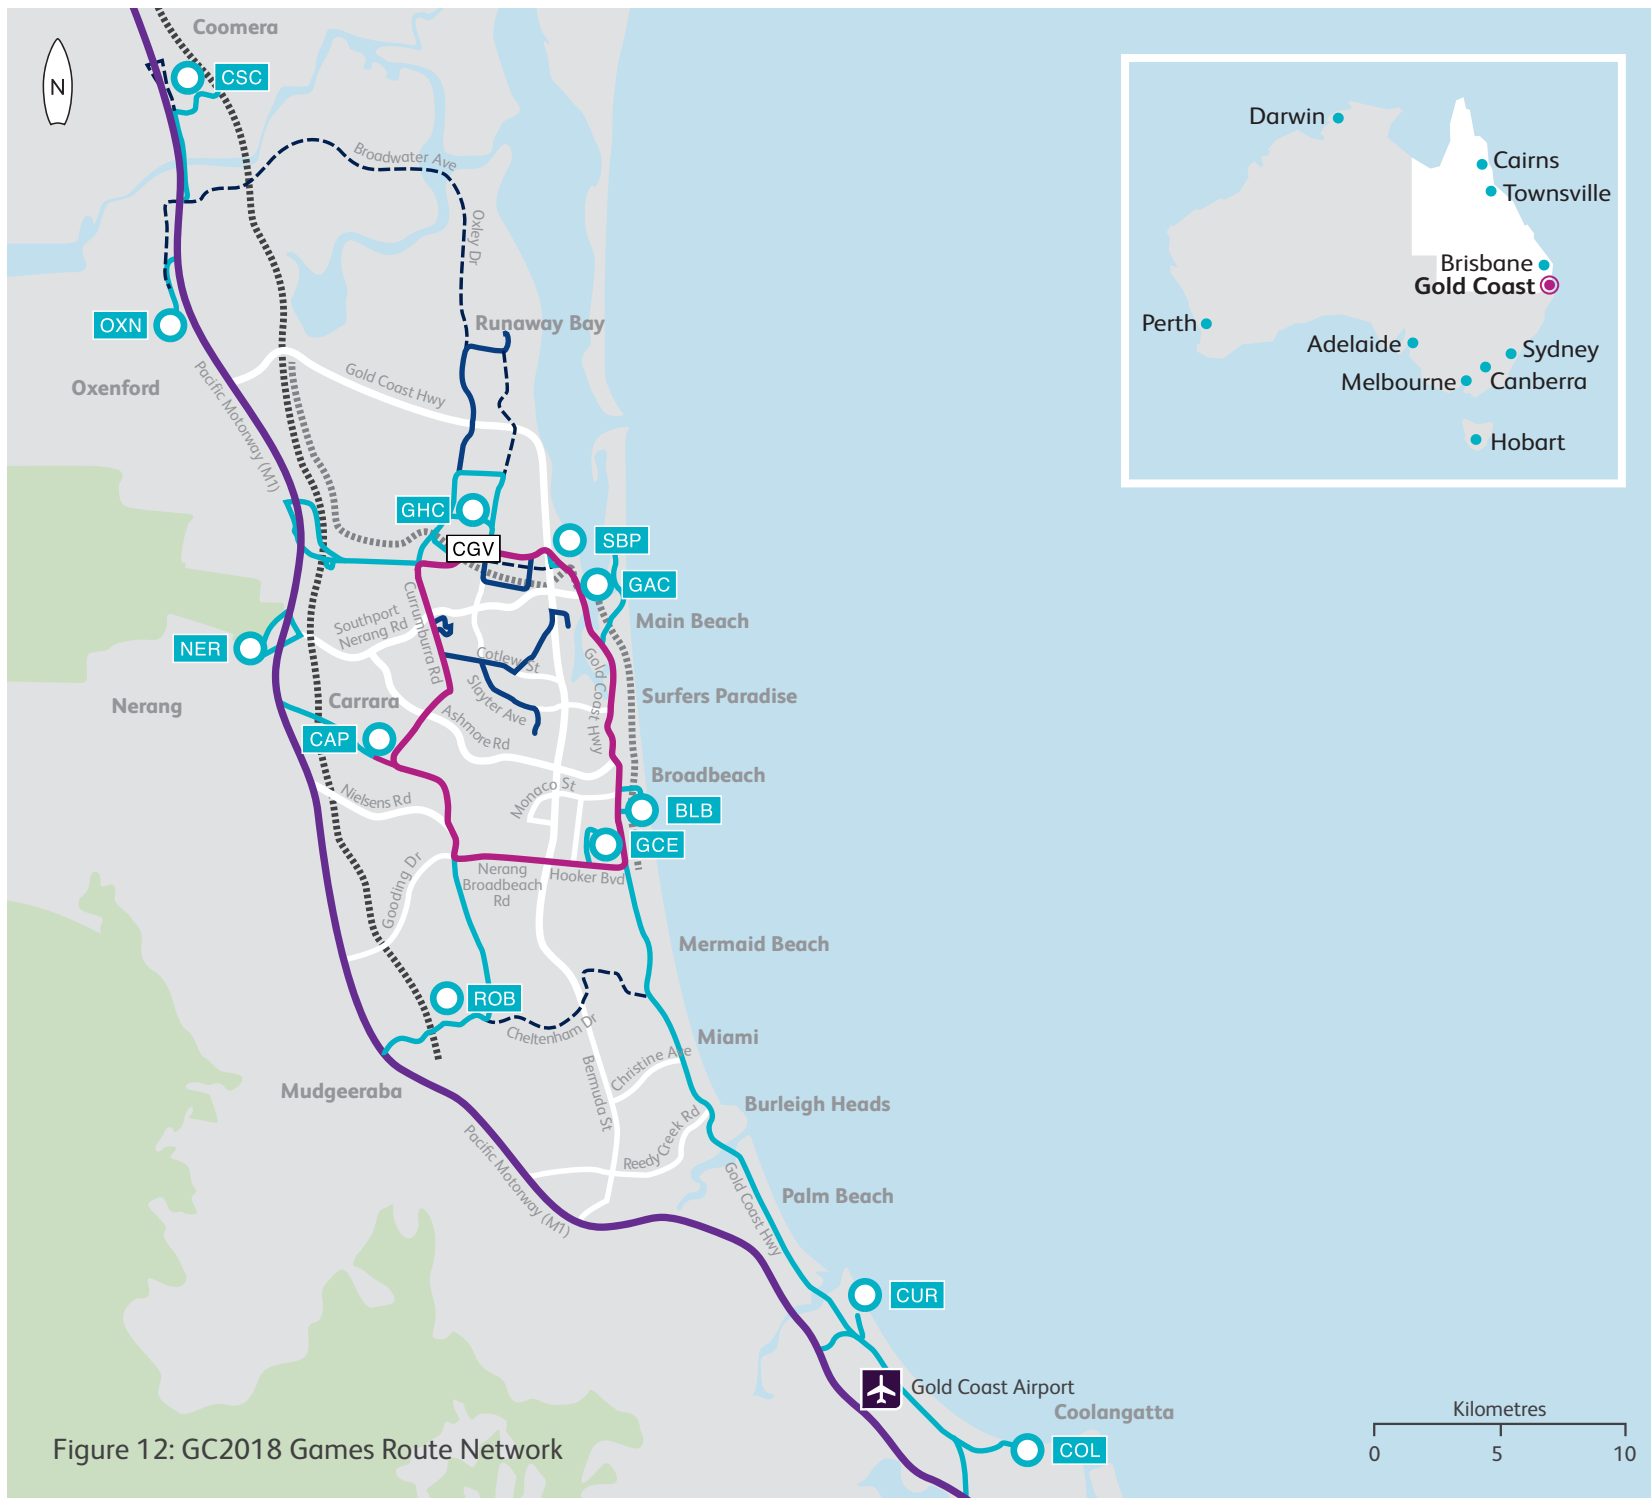 Coomera
N
CSC
Broadwater Ave
Oxley Dr
OXN
Runaway Bay
Oxenford
Pacific Motorway (M1)
Gold Coast Hwy
GHC
CGV
SBP
GAC
Main Beach
Southport
Nerang Rd
Currumburra Rd
NER
Cotlew St
Slayter Ave
Gold Coast Hwy
Surfers Paradise
Nerang
Carrara
Ashmore Rd
CAP
Broadbeach
Monaco St
Nielsens Rd
BLB
GCE
Gooding Dr
Nerang
Broadbeach
Rd
Hooker Bvd
Mermaid Beach
ROB
Cheltenham Dr
Miami
Christine Ave
Mudgeeraba
Bermuda St
Burleigh Heads
Reedy Creek Rd
Pacific Motorway (M1)
Gold Coast Hwy
Palm Beach
CUR
Gold Coast Airport
Coolangatta
COL
Figure 12: GC2018 Games Route Network
Kilometres
0 5 10
Darwin
Cairns
Townsville
Brisbane
Gold Coast
Perth
Adelaide
Sydney
Melbourne
Canberra
Hobart